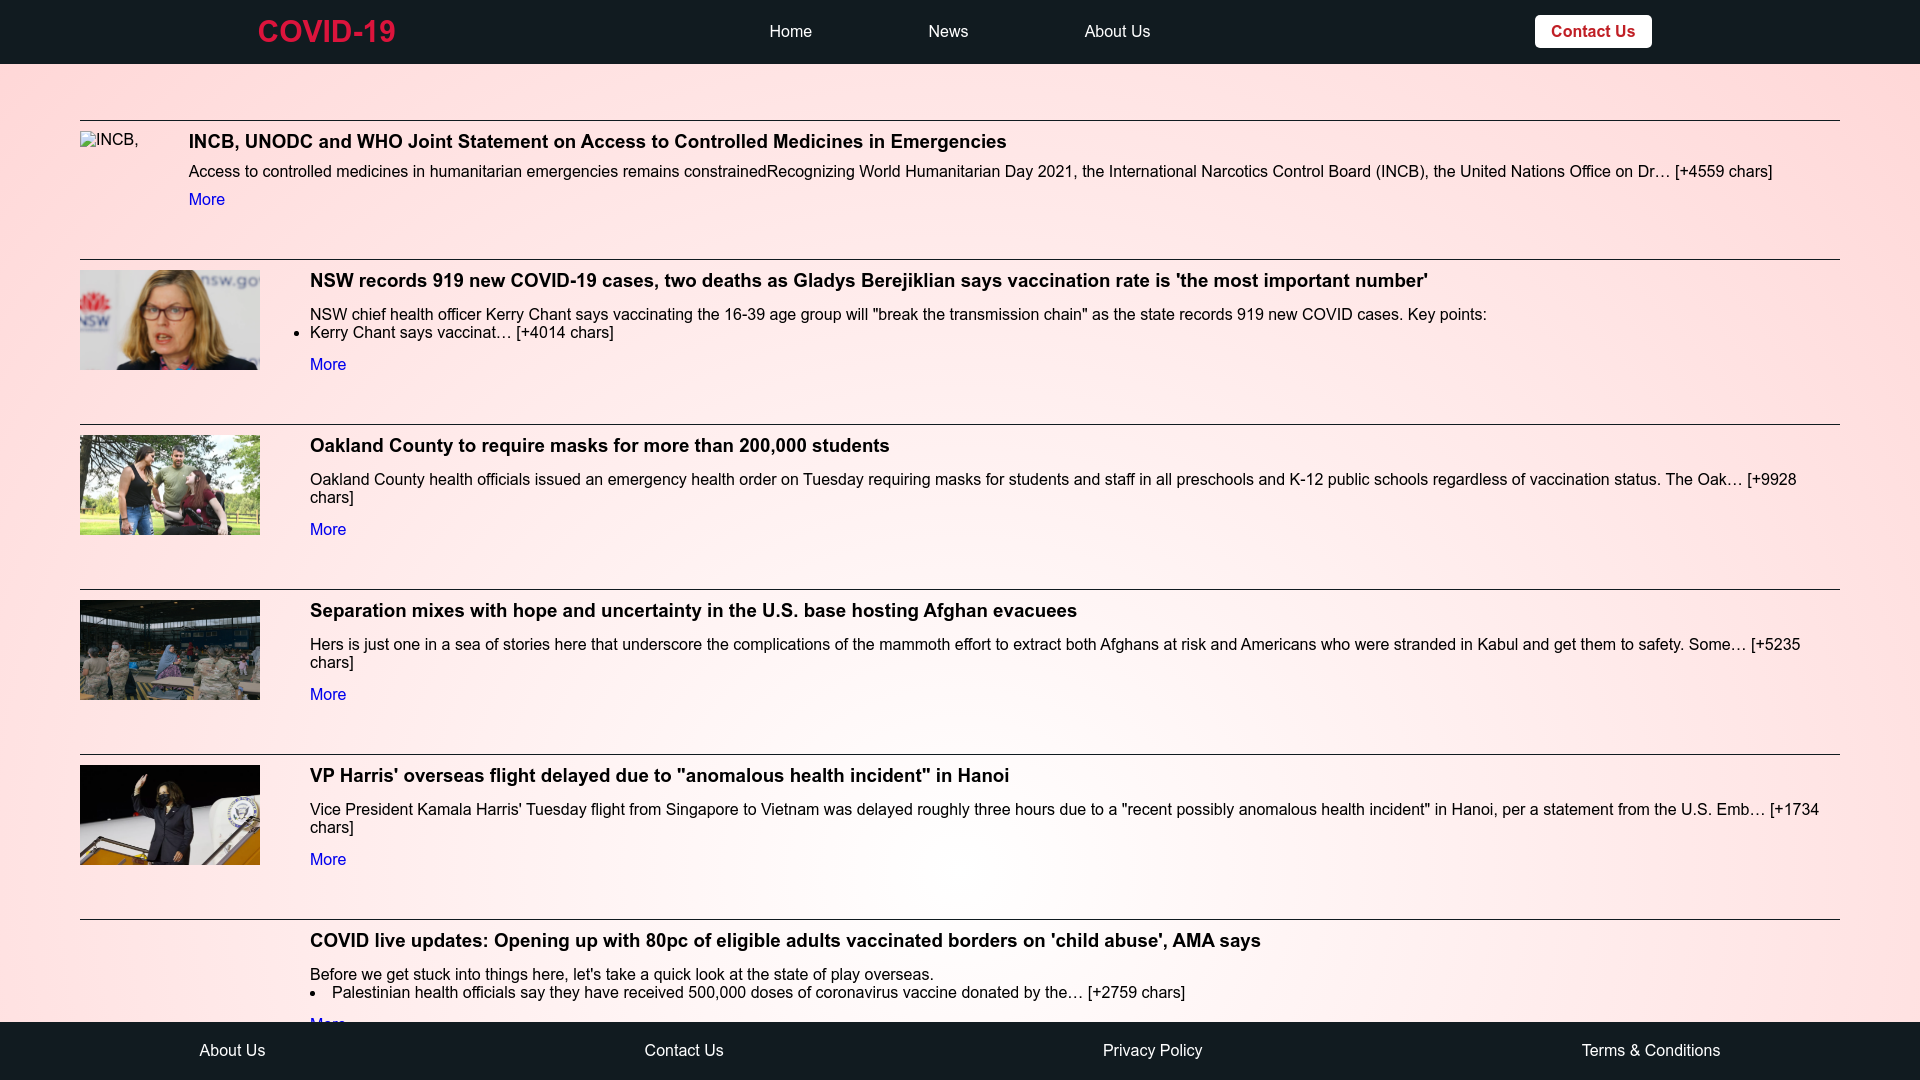 COVID-19
Home
News
About Us
Contact Us
INCB,
INCB, UNODC and WHO Joint Statement on Access to Controlled Medicines in Emergencies
Access to controlled medicines in humanitarian emergencies remains constrainedRecognizing World Humanitarian Day 2021, the International Narcotics Control Board (INCB), the United Nations Office on Dr… [+4559 chars]
More
nsw.go
NSW
NSW records 919 new COVID-19 cases, two deaths as Gladys Berejiklian says vaccination rate is 'the most important number'
NSW chief health officer Kerry Chant says vaccinating the 16-39 age group will "break the transmission chain" as the state records 919 new COVID cases. Key points:
• Kerry Chant says vaccinat… [+4014 chars]
More
Oakland County to require masks for more than 200,000 students
Oakland County health officials issued an emergency health order on Tuesday requiring masks for students and staff in all preschools and K-12 public schools regardless of vaccination status. The Oak… [+9928
chars]
More
Separation mixes with hope and uncertainty in the U.S. base hosting Afghan evacuees
Hers is just one in a sea of stories here that underscore the complications of the mammoth effort to extract both Afghans at risk and Americans who were stranded in Kabul and get them to safety. Some… [+5235
chars]
More
VP Harris' overseas flight delayed due to "anomalous health incident" in Hanoi
Vice President Kamala Harris' Tuesday flight from Singapore to Vietnam was delayed roughly three hours due to a "recent possibly anomalous health incident" in Hanoi, per a statement from the U.S. Emb… [+1734
chars]
More
COVID live updates: Opening up with 80pc of eligible adults vaccinated borders on 'child abuse', AMA says
Before we get stuck into things here, let's take a quick look at the state of play overseas.
• Palestinian health officials say they have received 500,000 doses of coronavirus vaccine donated by the… [+2759 chars]
More
About Us
Contact Us
Privacy Policy
Terms & Conditions